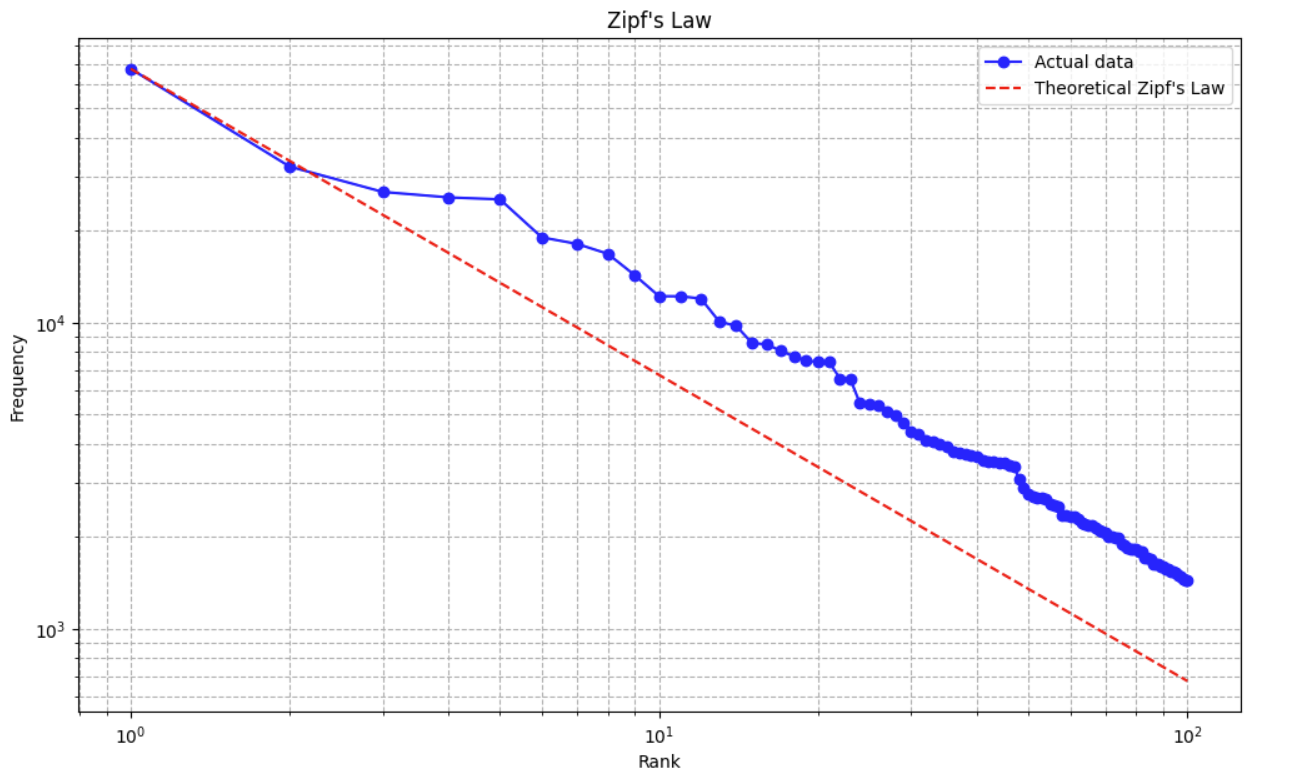 Zipf's Law
Actual data
Theoretical Zipf's Law
Frequency
10⁴
10³
10⁰
10¹
10²
Rank